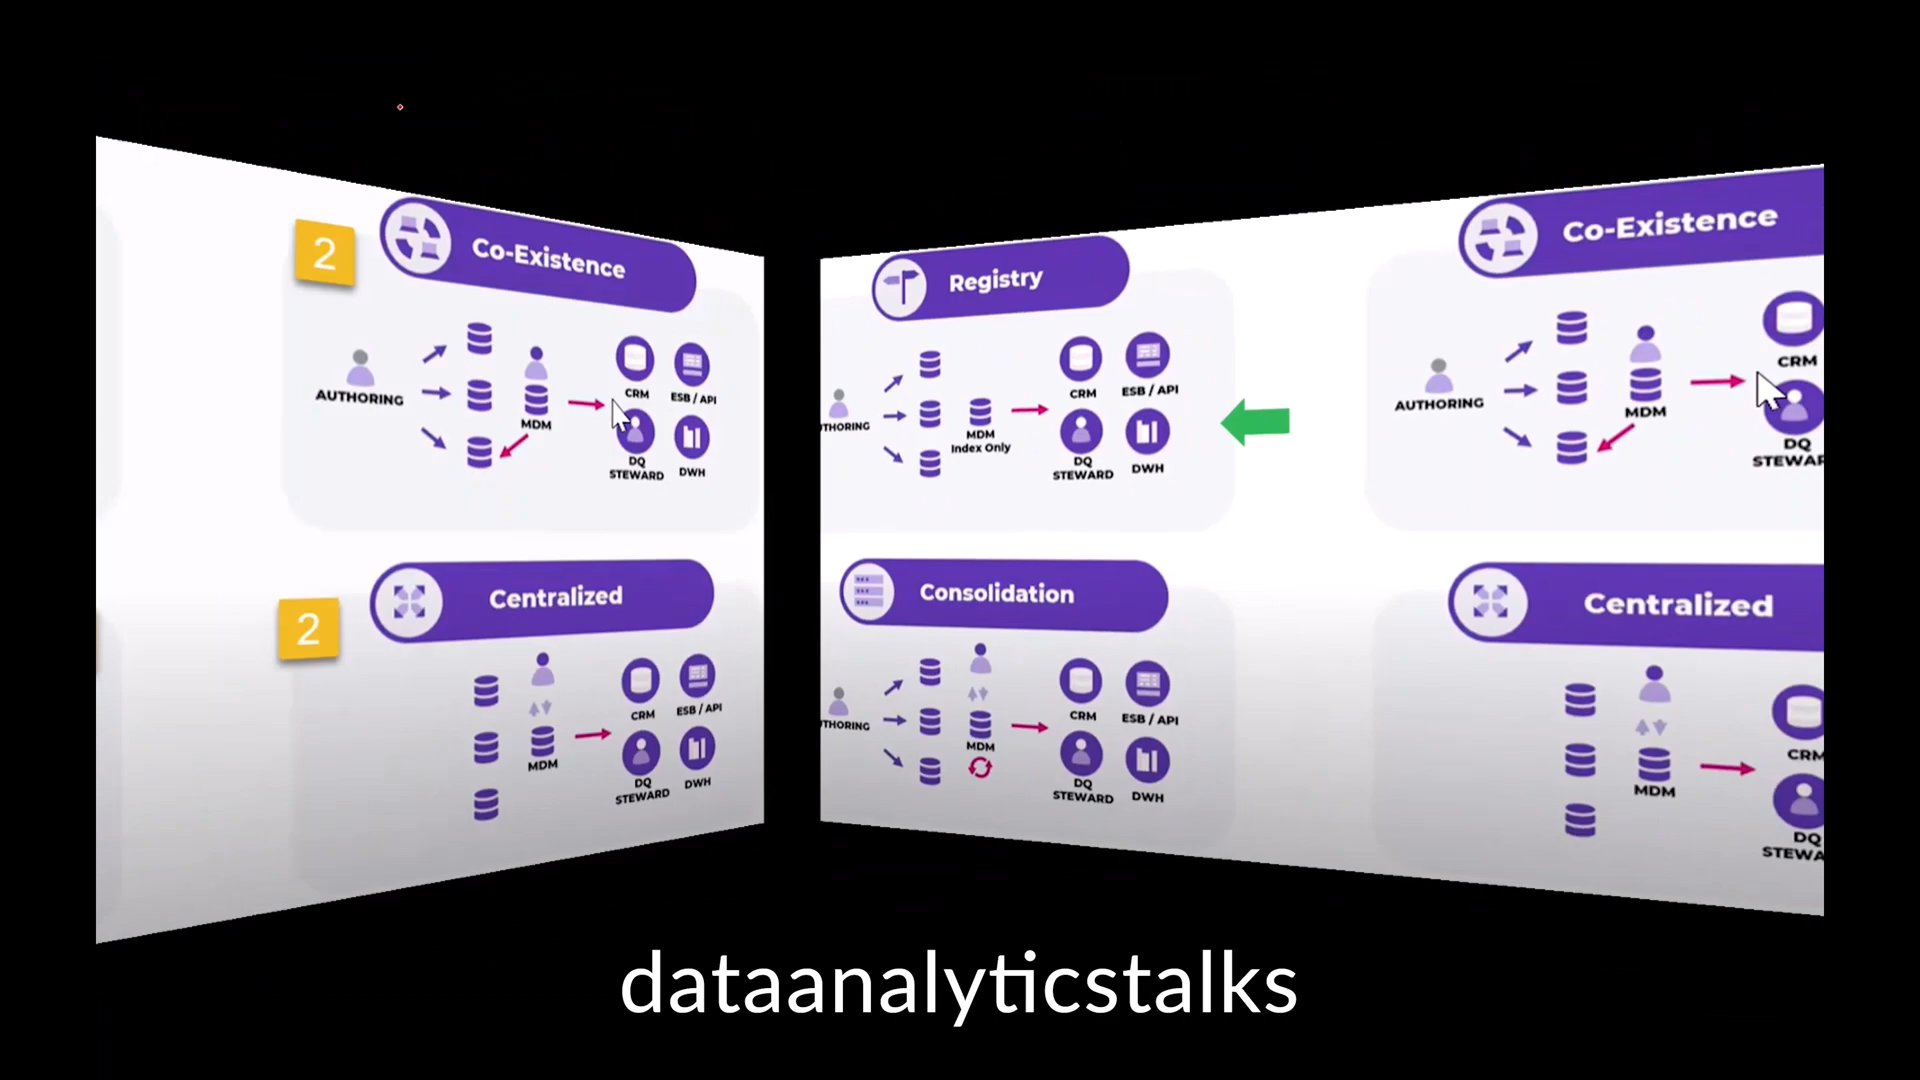 2
Co-Existence
AUTHORING
MDM
CRM
ESB / API
DQ
STEWARD
DWH
2
Centralized
MDM
CRM
ESB / API
DQ
STEWARD
DWH
Registry
THORING
MDM
Index Only
CRM
ESB / API
DQ
STEWARD
DWH
Consolidation
THORING
MDM
CRM
ESB / API
DQ
STEWARD
DWH
Co-Existence
AUTHORING
MDM
CRM
DQ
STEWAR
Centralized
MDM
CRM
DQ
STEWA
dataanalyticstalks